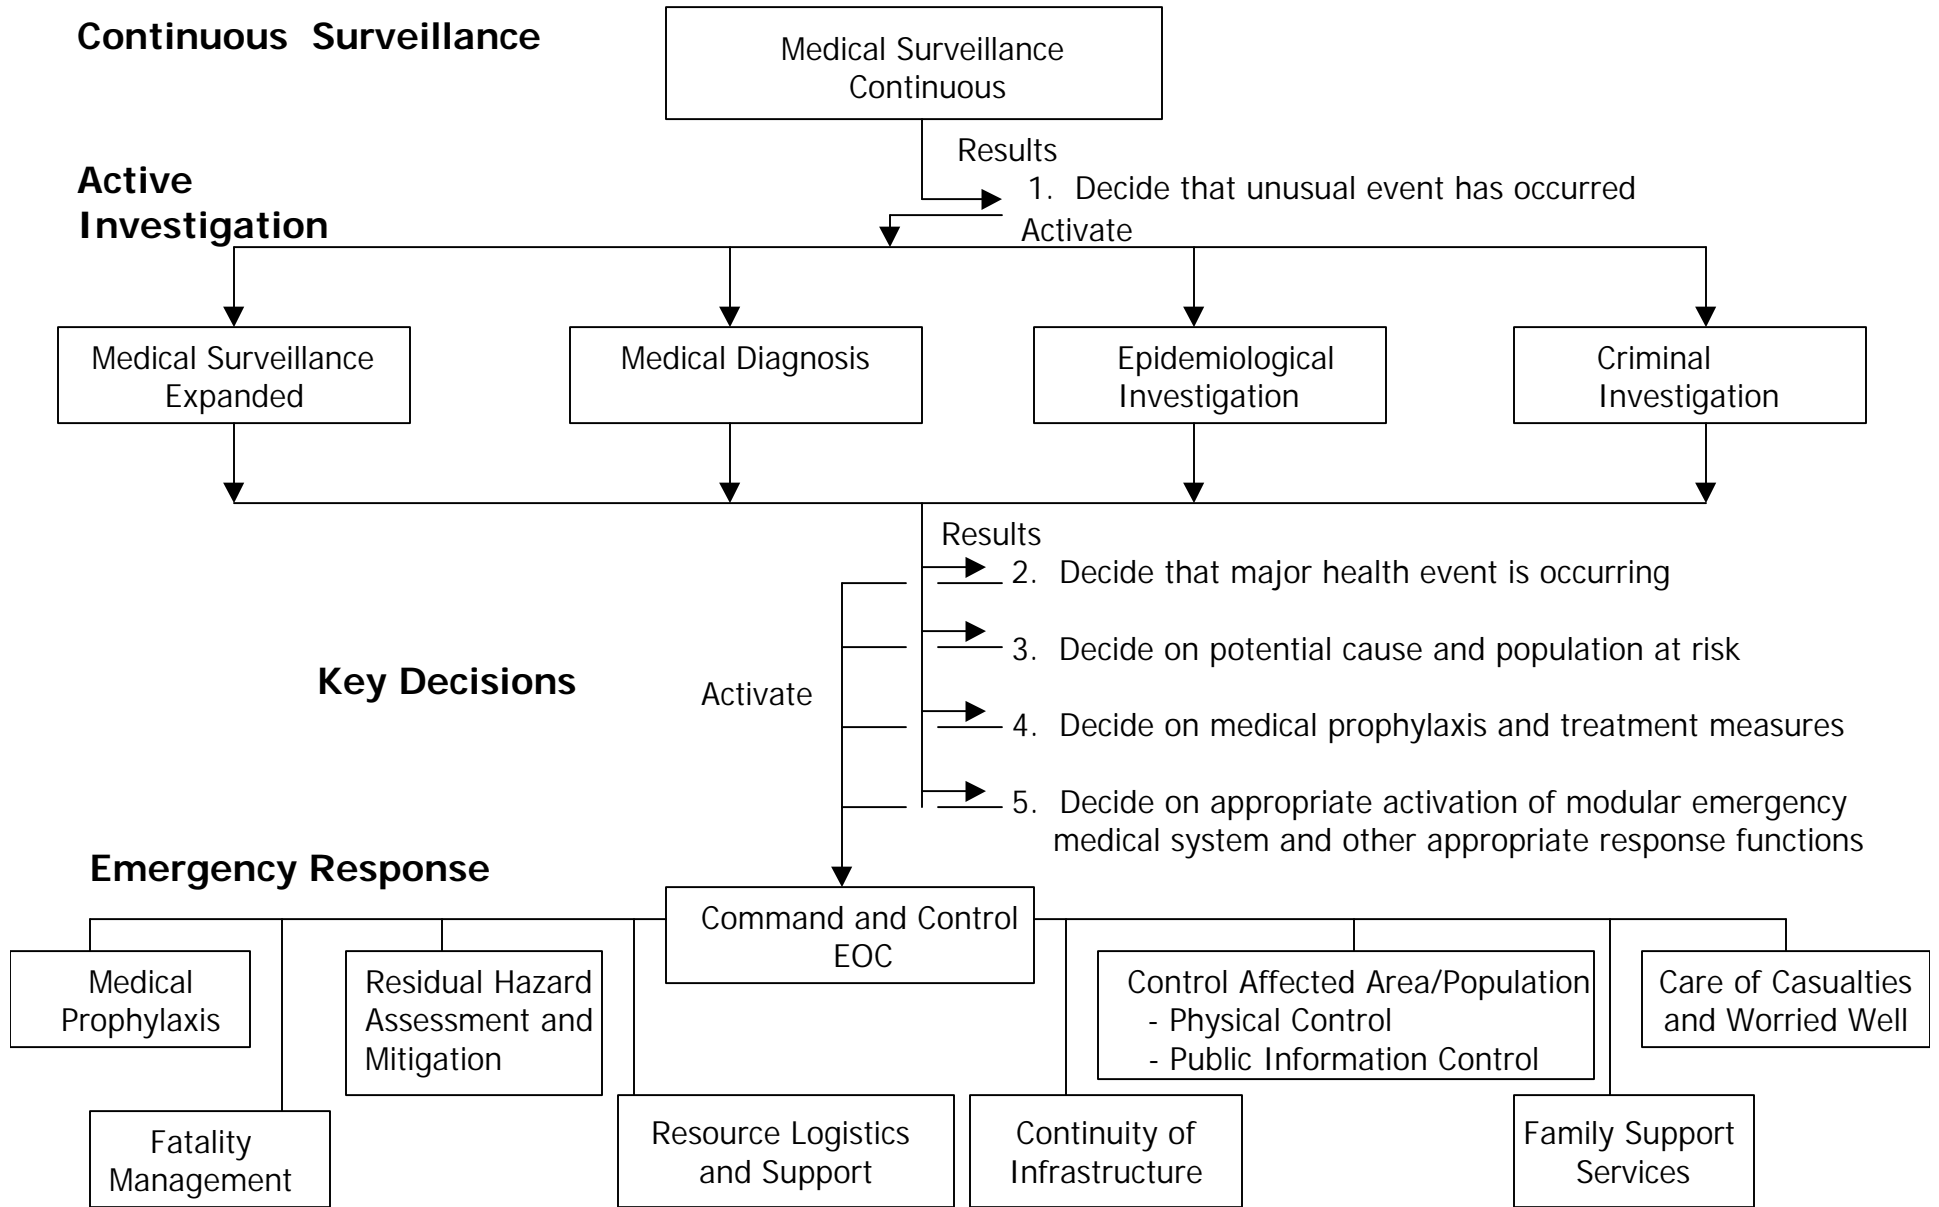 Continuous Surveillance
Medical Surveillance
Continuous
Results
1. Decide that unusual event has occurred
Activate
Active
Investigation
Medical Surveillance
Expanded
Medical Diagnosis
Epidemiological
Investigation
Criminal
Investigation
Results
2. Decide that major health event is occurring
3. Decide on potential cause and population at risk
Key Decisions
Activate
4. Decide on medical prophylaxis and treatment measures
5. Decide on appropriate activation of modular emergency
medical system and other appropriate response functions
Emergency Response
Command and Control
EOC
Medical
Prophylaxis
Residual Hazard
Assessment and
Mitigation
Control Affected Area/Population
- Physical Control
- Public Information Control
Care of Casualties
and Worried Well
Fatality
Management
Resource Logistics
and Support
Continuity of
Infrastructure
Family Support
Services